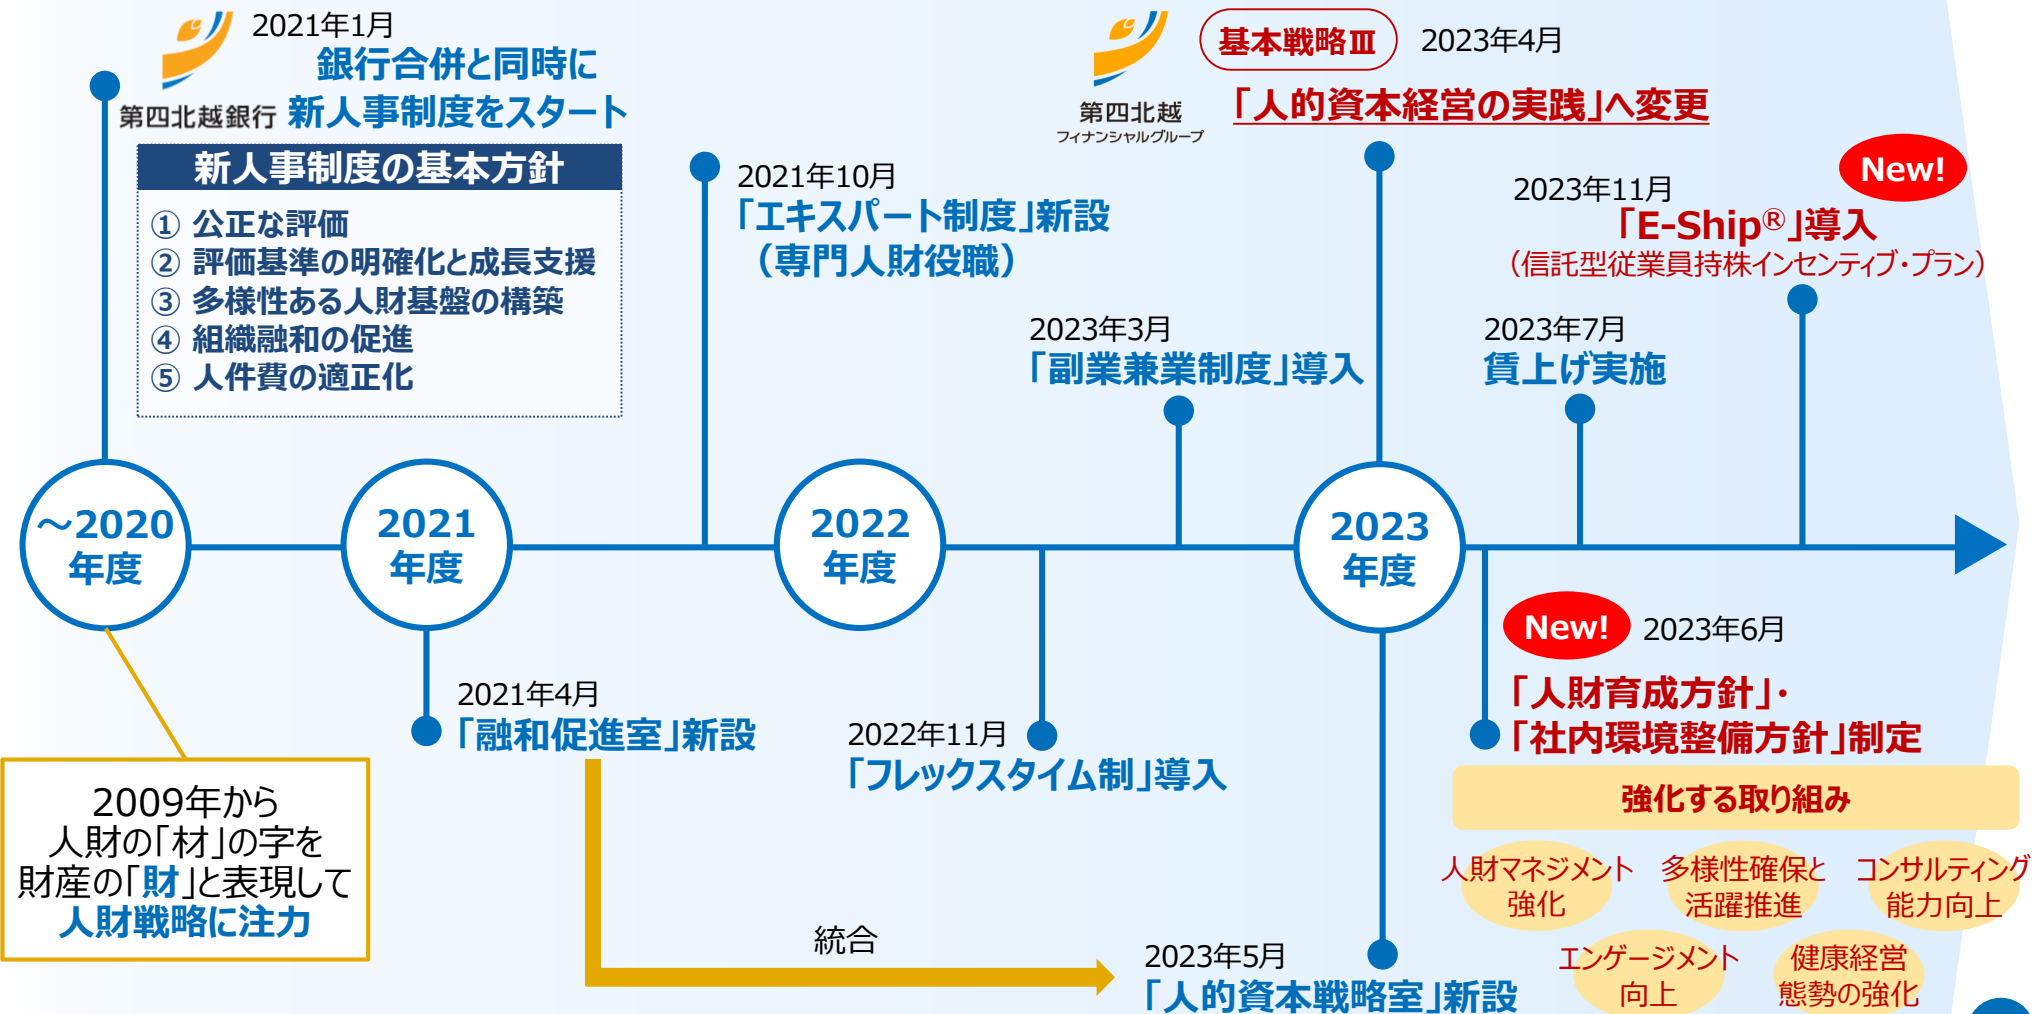 2021年1月
銀行合併と同時に
新人事制度をスタート
第四北越銀行
新人事制度の基本方針
① 公正な評価
② 評価基準の明確化と成長支援
③ 多様性ある人財基盤の構築
④ 組織融和の促進
⑤ 人件費の適正化
2021年10月
「エキスパート制度」新設
（専門人財役職）
第四北越
フィナンシャルグループ
基本戦略Ⅲ
2023年4月
「人的資本経営の実践」へ変更
2023年3月
「副業兼業制度」導入
New!
2023年11月
「E-Ship®」導入
（信託型従業員持株インセンティブ・プラン）
2023年7月
賃上げ実施
～2020
年度
2021
年度
2022
年度
2023
年度
2009年から
人財の「材」の字を
財産の「財」と表現して
人財戦略に注力
2021年4月
「融和促進室」新設
2022年11月
「フレックスタイム制」導入
統合
2023年5月
「人的資本戦略室」新設
New!
2023年6月
「人財育成方針」・
「社内環境整備方針」制定
強化する取り組み
人財マネジメント
強化
多様性確保と
活躍推進
コンサルティング
能力向上
エンゲージメント
向上
健康経営
態勢の強化